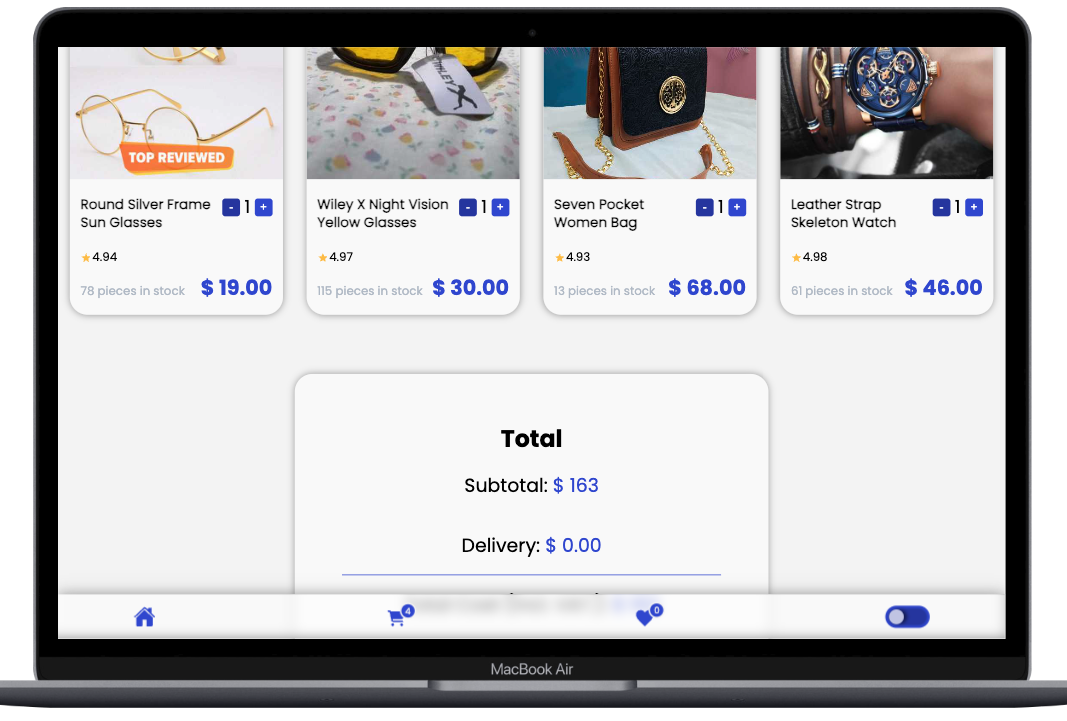 TOP REVIEWED
WILEY X
Round Silver Frame
Sun Glasses
- 1 +
4.94
78 pieces in stock $ 19.00
Wiley X Night Vision
Yellow Glasses
- 1 +
4.97
115 pieces in stock $ 30.00
Seven Pocket
Women Bag
- 1 +
4.93
13 pieces in stock $ 68.00
Leather Strap
Skeleton Watch
- 1 +
4.98
61 pieces in stock $ 46.00
Total
Subtotal: $ 163
Delivery: $ 0.00
4
0
MacBook Air